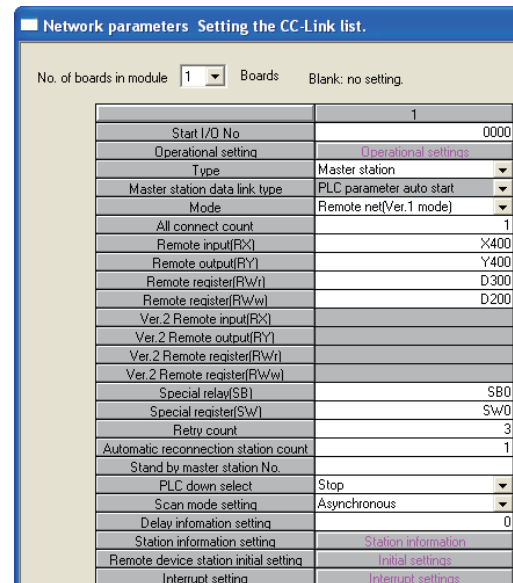 Network parameters Setting the CC-Link list.
No. of boards in module 1 Boards Blank: no setting.
1
Start I/O No 0000
Operational setting Operational settings
Type Master station
Master station data link type PLC parameter auto start
Mode Remote net(Ver.1 mode)
All connect count 1
Remote input(RX) X400
Remote output(RY) Y400
Remote register(RWr) D300
Remote register(RWw) D200
Ver.2 Remote input(RX)
Ver.2 Remote output(RY)
Ver.2 Remote register(RWr)
Ver.2 Remote register(RWw)
Special relay(SB) SB0
Special register(SW) SW0
Retry count 3
Automatic reconnection station count 1
Stand by master station No.
PLC down select Stop
Scan mode setting Asynchronous
Delay infomation setting 0
Station information setting Station information
Remote device station initial setting Initial settings
Interrupt setting Interrupt settings